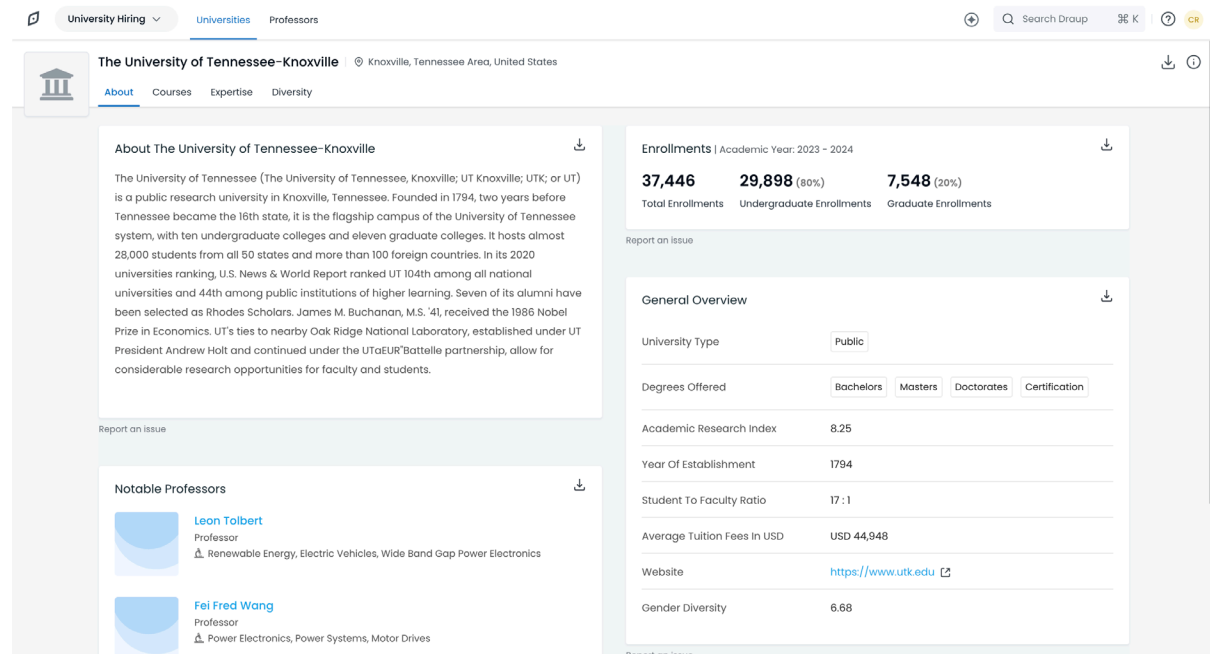 University Hiring
Universities
Professors
Search Draup
⌘ K
CR
The University of Tennessee-Knoxville
Knoxville, Tennessee Area, United States
About
Courses
Expertise
Diversity
About The University of Tennessee-Knoxville
The University of Tennessee (The University of Tennessee, Knoxville; UT Knoxville; UTK; or UT)
is a public research university in Knoxville, Tennessee. Founded in 1794, two years before
Tennessee became the 16th state, it is the flagship campus of the University of Tennessee
system, with ten undergraduate colleges and eleven graduate colleges. It hosts almost
28,000 students from all 50 states and more than 100 foreign countries. In its 2020
universities ranking, U.S. News & World Report ranked UT 104th among all national
universities and 44th among public institutions of higher learning. Seven of its alumni have
been selected as Rhodes Scholars. James M. Buchanan, M.S. '41, received the 1986 Nobel
Prize in Economics. UT's ties to nearby Oak Ridge National Laboratory, established under UT
President Andrew Holt and continued under the UTaEUR"Battelle partnership, allow for
considerable research opportunities for faculty and students.
Report an issue
Notable Professors
Leon Tolbert
Professor
Renewable Energy, Electric Vehicles, Wide Band Gap Power Electronics
Fei Fred Wang
Professor
Power Electronics, Power Systems, Motor Drives
Enrollments | Academic Year: 2023 - 2024
37,446
Total Enrollments
29,898 (80%)
Undergraduate Enrollments
7,548 (20%)
Graduate Enrollments
Report an issue
General Overview
University Type Public
Degrees Offered Bachelors Masters Doctorates Certification
Academic Research Index 8.25
Year Of Establishment 1794
Student To Faculty Ratio 17 : 1
Average Tuition Fees In USD USD 44,948
Website https://www.utk.edu
Gender Diversity 6.68